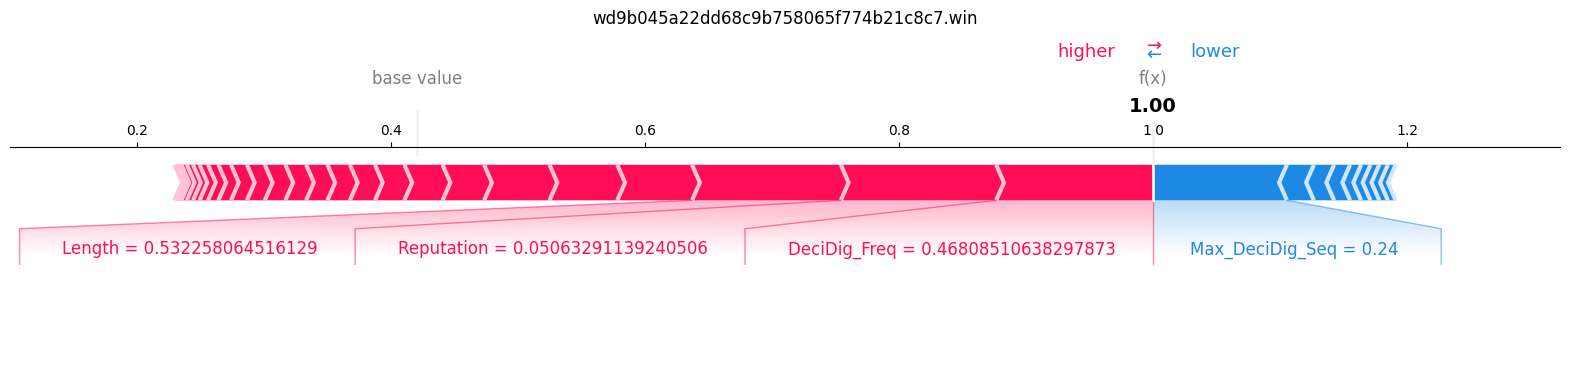 wd9b045a22dd68c9b758065f774b21c8c7.win
higher → ← lower
base value f(x)
1.00
0.2 0.4 0.6 0.8 1.0 1.2
Length = 0.532258064516129 Reputation = 0.05063291139240506 DeciDig_Freq = 0.46808510638297873 Max_DeciDig_Seq = 0.24